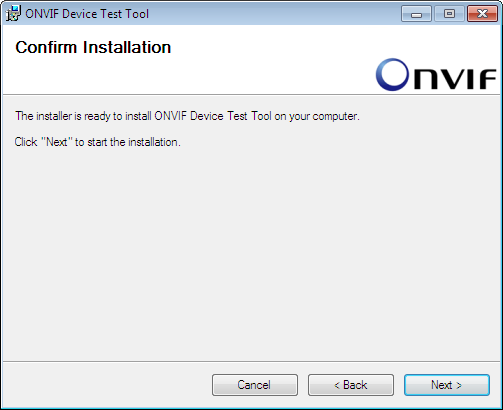 ONVIF Device Test Tool
Confirm Installation
Onvif
The installer is ready to install ONVIF Device Test Tool on your computer.
Click "Next" to start the installation.
Cancel
< Back
Next >